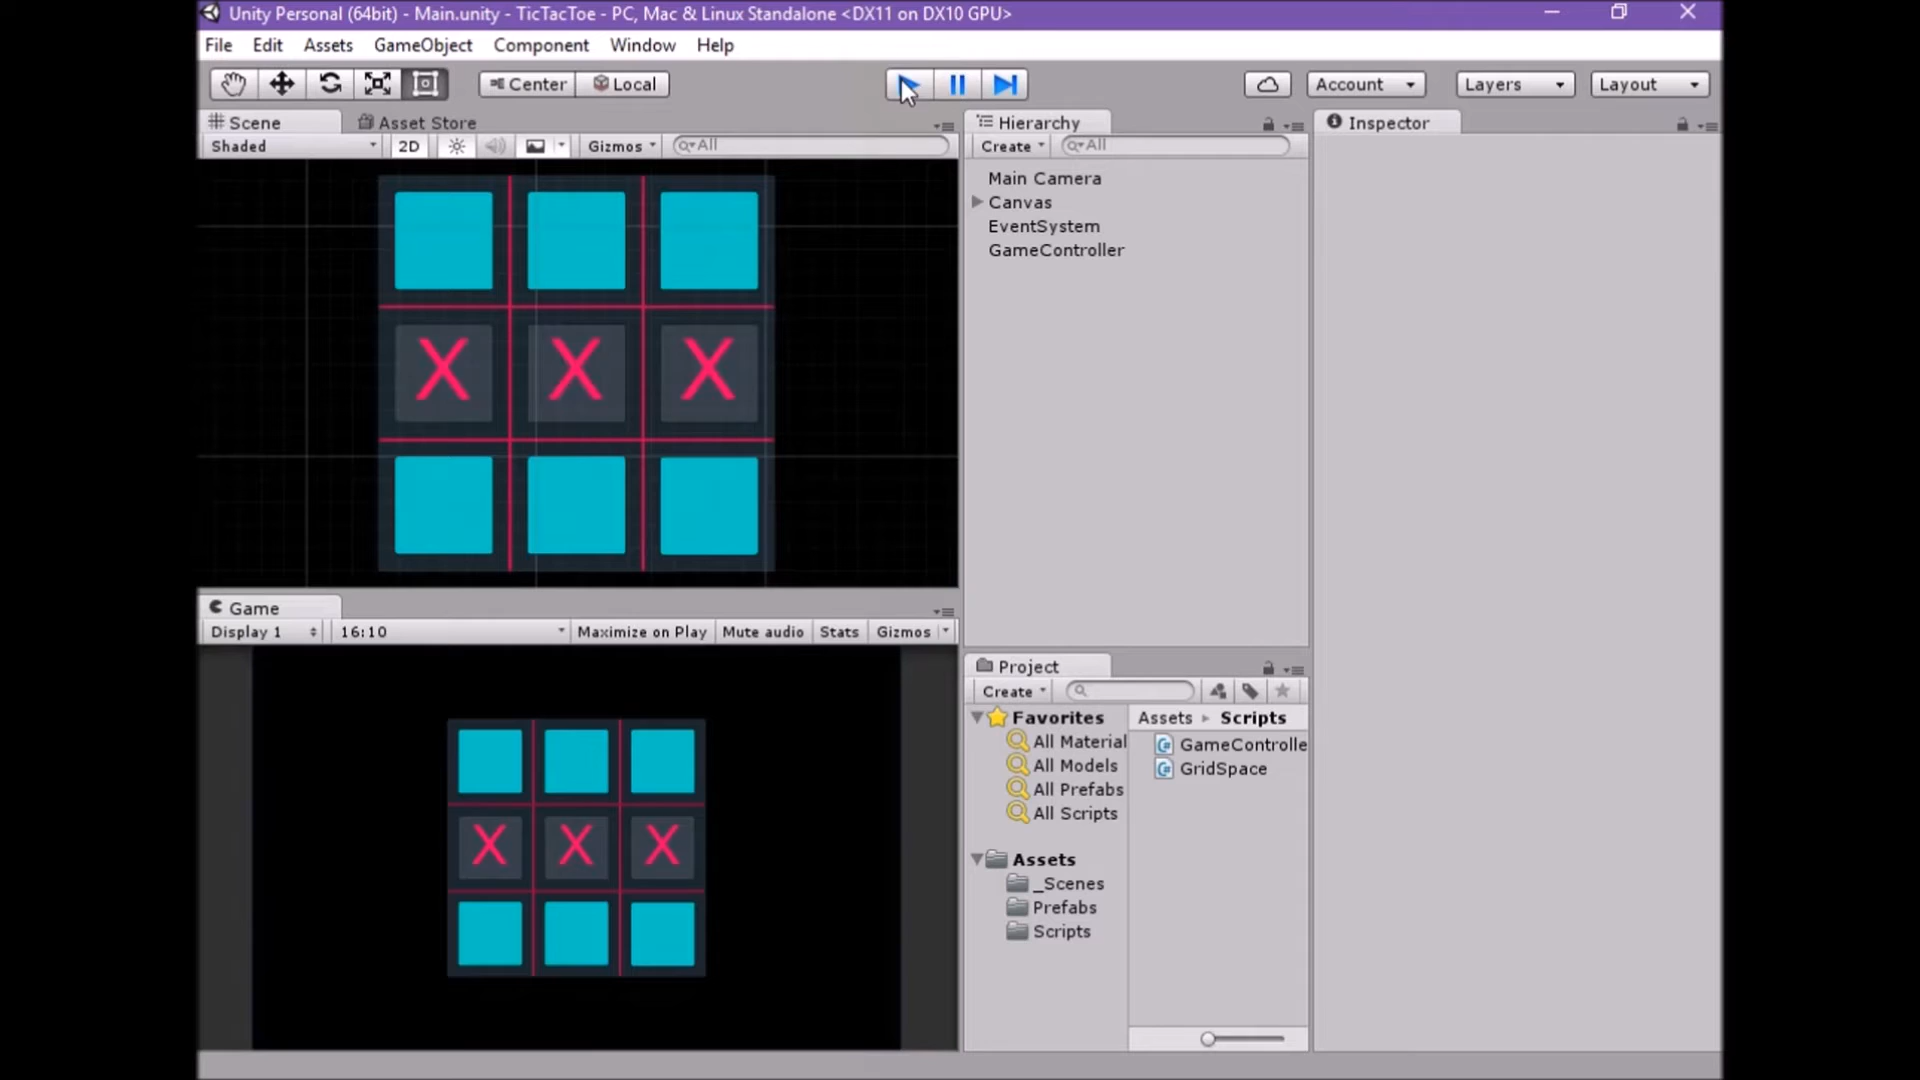 Unity Personal (64bit) - Main.unity - TicTacToe - PC, Mac & Linux Standalone <DX11 on DX10 GPU>
File Edit Assets GameObject Component Window Help
Center Local Account Layers Layout
Scene Asset Store
Shaded 2D Gizmos All
X X X
Game
Display 1 16:10 Maximize on Play Mute audio Stats Gizmos
X X X
Hierarchy
Create All
Main Camera
Canvas
EventSystem
GameController
Project
Create
Favorites
All Material
All Models
All Prefabs
All Scripts
Assets
_Scenes
Prefabs
Scripts
Assets Scripts
GameControlle
GridSpace
Inspector